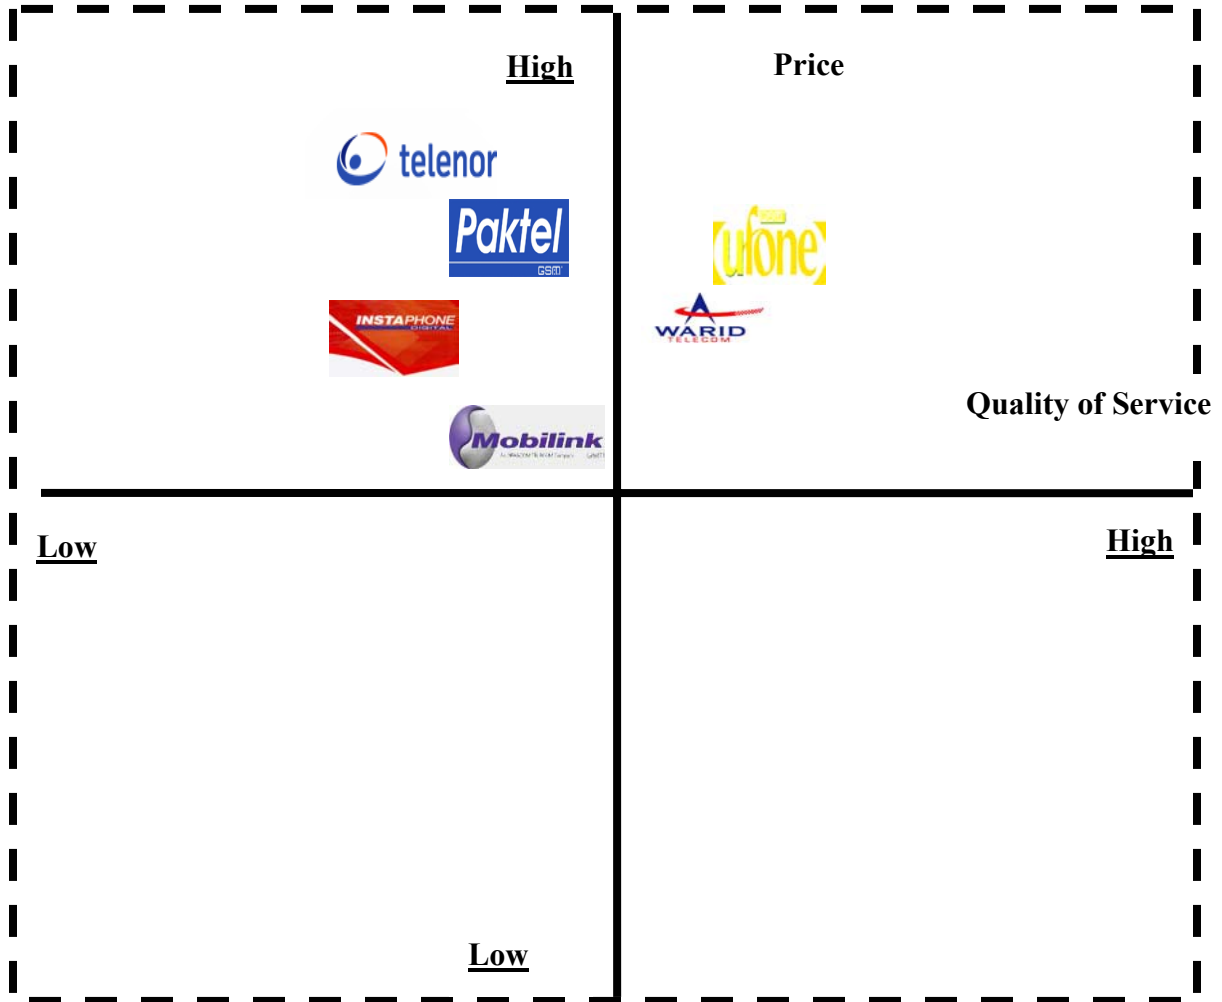 High
Price
telenor
Paktel
GSM
ufone
INSTAPHONE
DIGITAL
WARID
TELECOM
Quality of Service
Mobilink
Low
High
Low